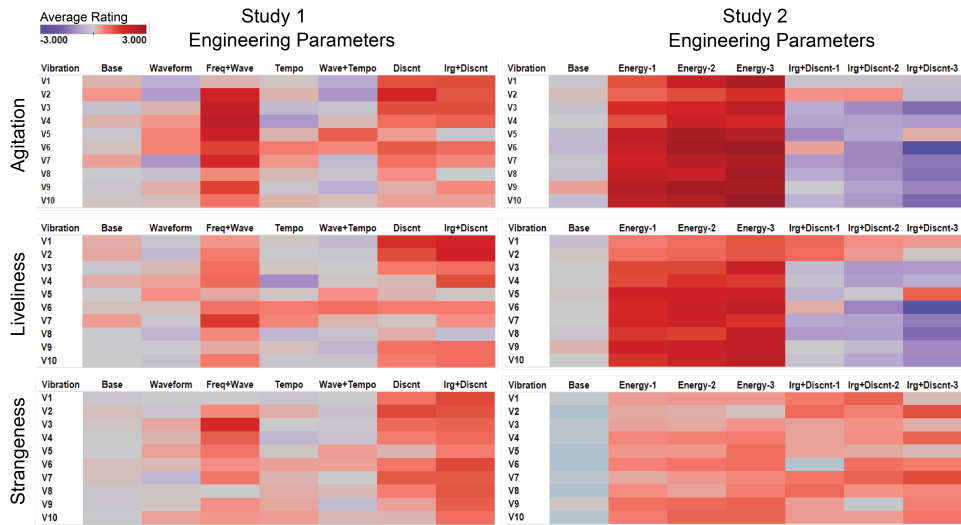 Average Rating
-3.000 3.000
Study 1
Engineering Parameters
Study 2
Engineering Parameters
Agitation
Vibration Base Waveform Freq+Wave Tempo Wave+Tempo Discnt Irg+Discnt
V1
V2
V3
V4
V5
V6
V7
V8
V9
V10
Vibration Base Energy-1 Energy-2 Energy-3 Irg+Discnt-1 Irg+Discnt-2 Irg+Discnt-3
V1
V2
V3
V4
V5
V6
V7
V8
V9
V10
Liveliness
Vibration Base Waveform Freq+Wave Tempo Wave+Tempo Discnt Irg+Discnt
V1
V2
V3
V4
V5
V6
V7
V8
V9
V10
Vibration Base Energy-1 Energy-2 Energy-3 Irg+Discnt-1 Irg+Discnt-2 Irg+Discnt-3
V1
V2
V3
V4
V5
V6
V7
V8
V9
V10
Strangeness
Vibration Base Waveform Freq+Wave Tempo Wave+Tempo Discnt Irg+Discnt
V1
V2
V3
V4
V5
V6
V7
V8
V9
V10
Vibration Base Energy-1 Energy-2 Energy-3 Irg+Discnt-1 Irg+Discnt-2 Irg+Discnt-3
V1
V2
V3
V4
V5
V6
V7
V8
V9
V10